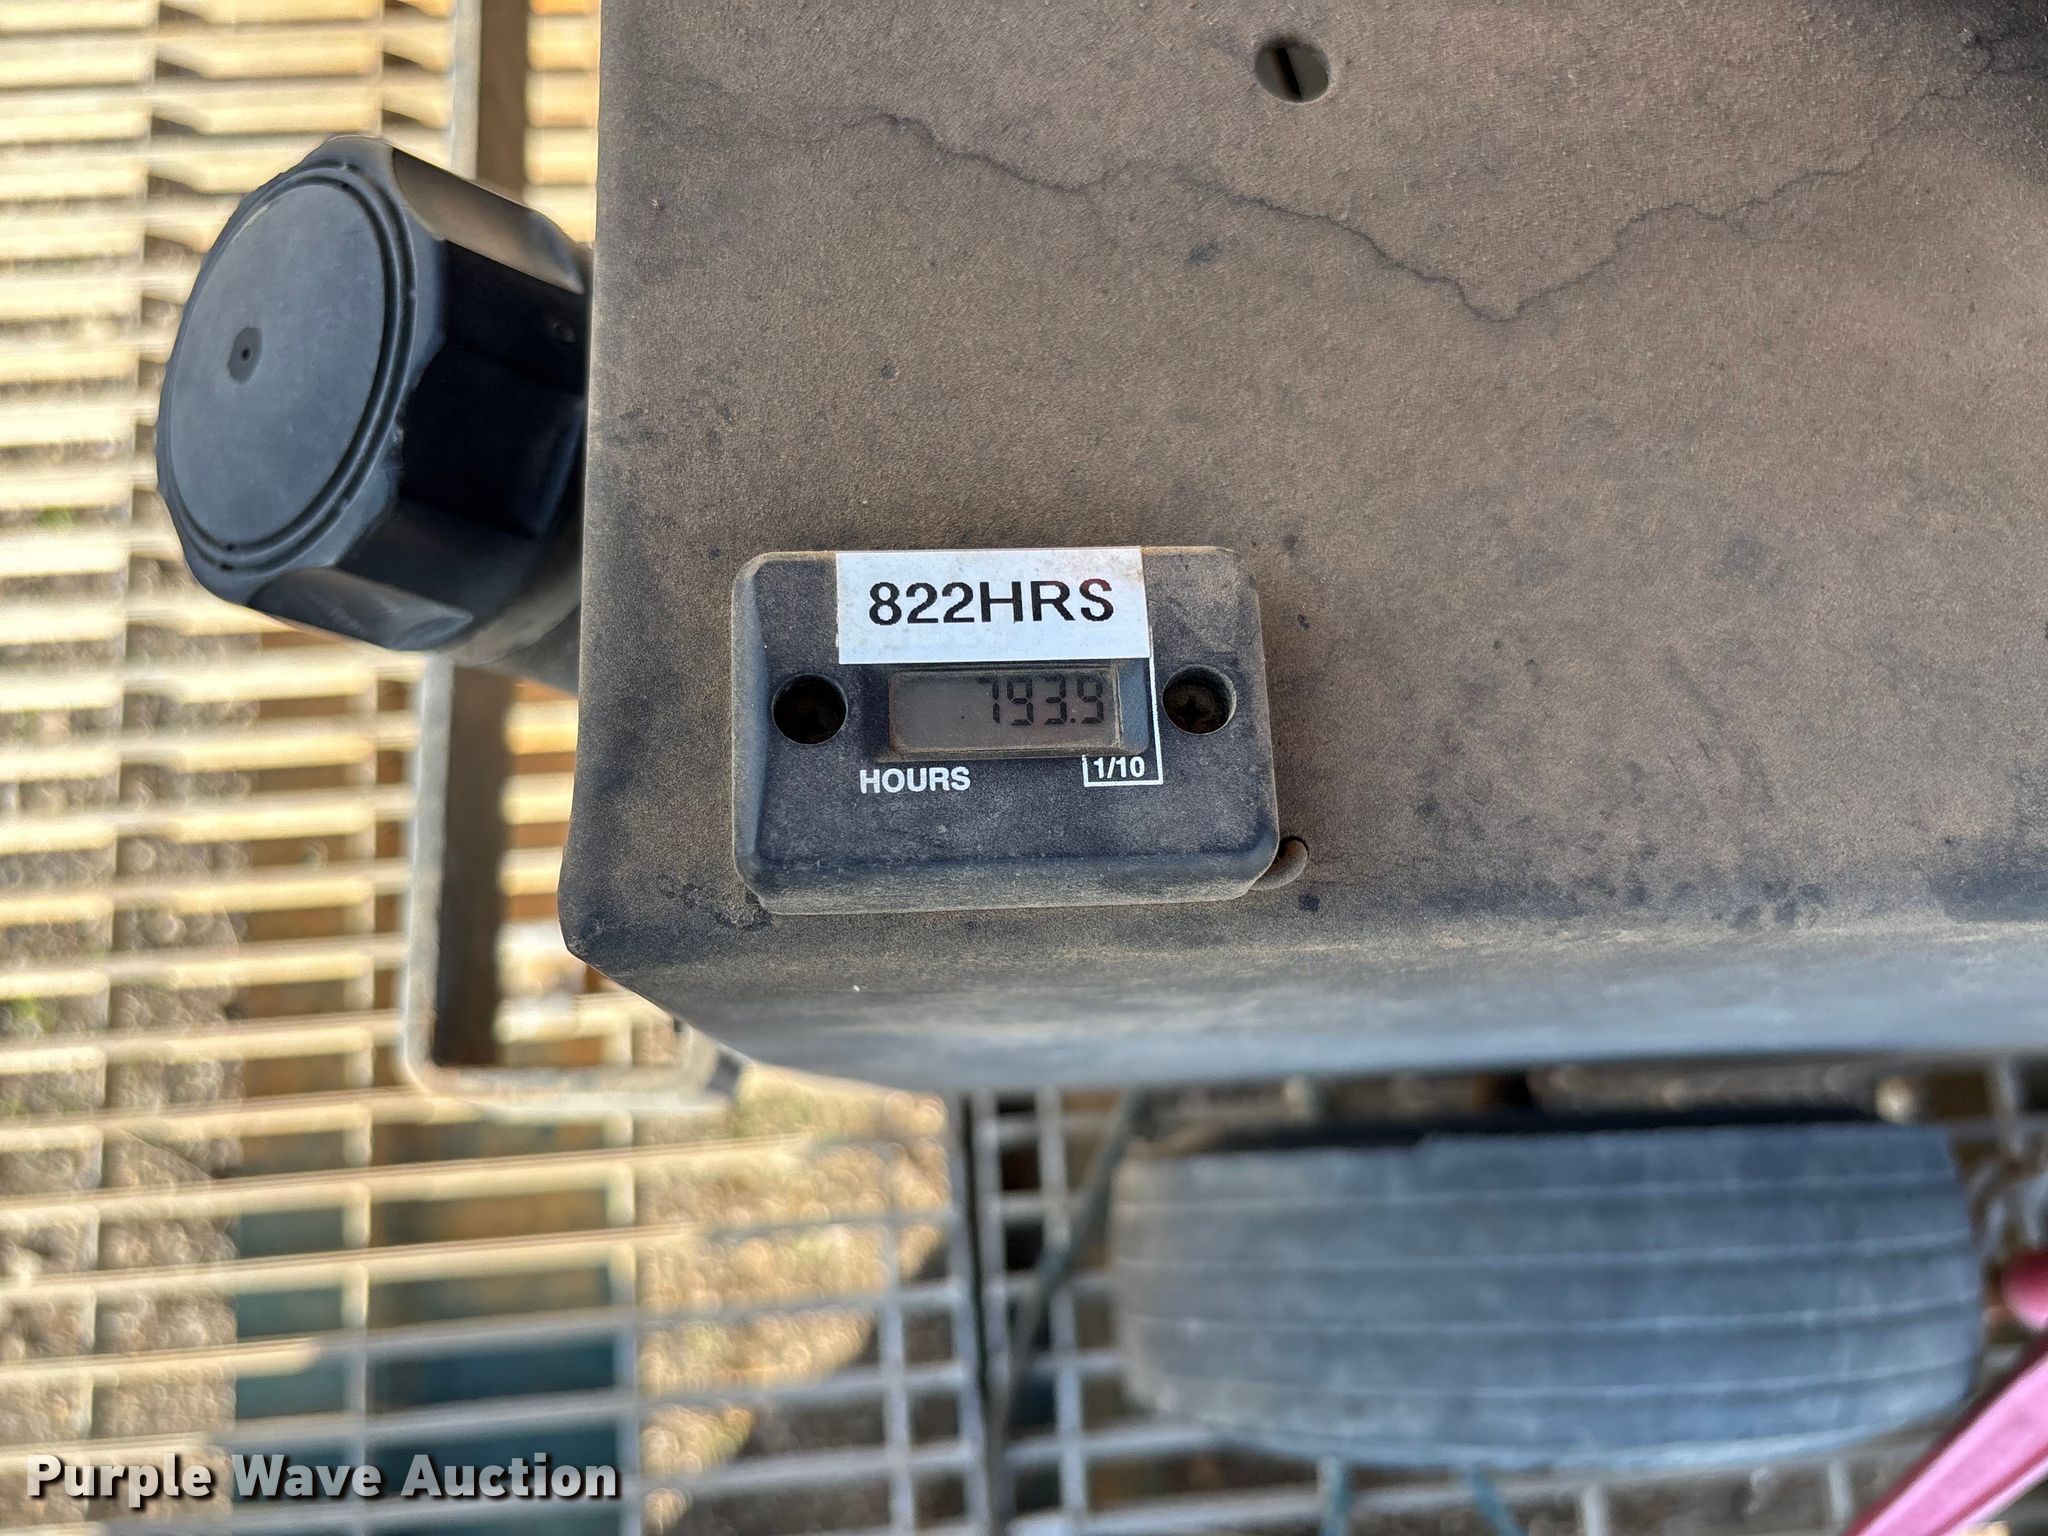 822HRS
793.9
HOURS
1/10
Purple Wave Auction